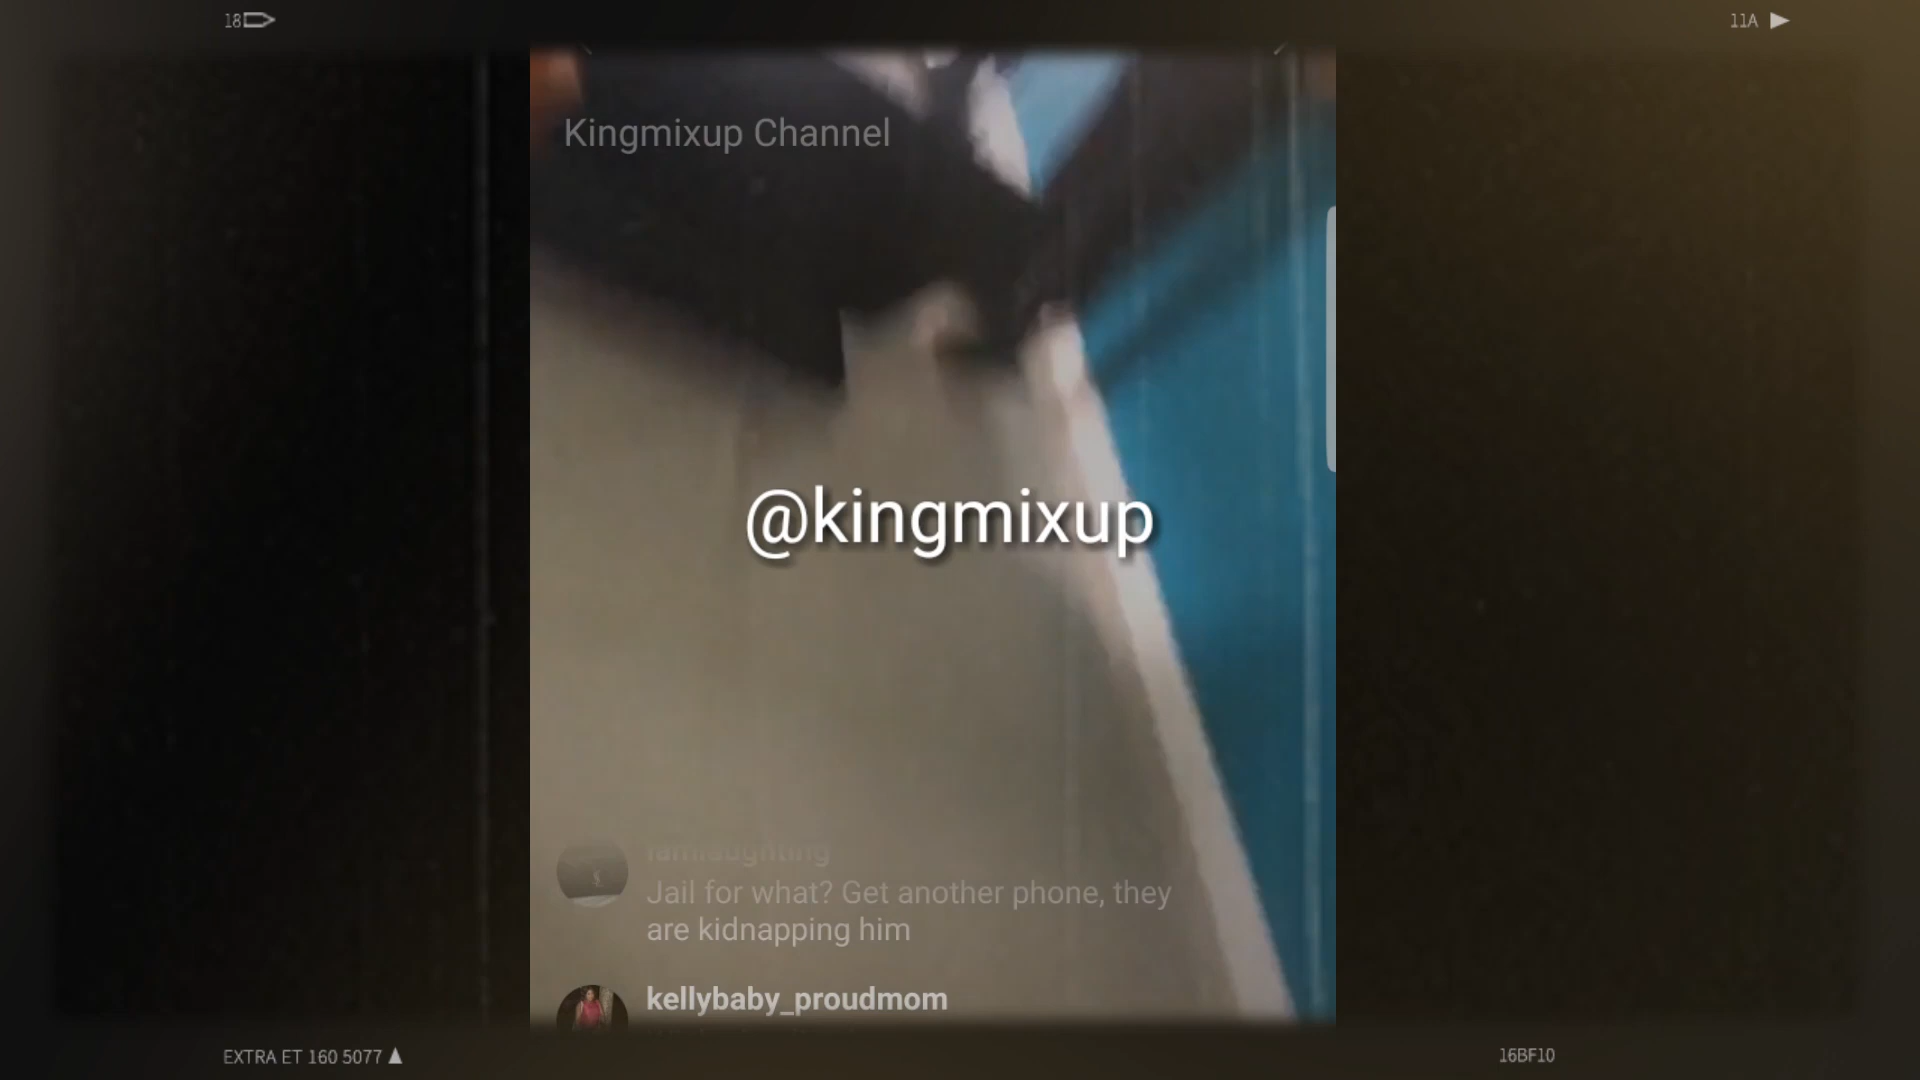 18
11A
Kingmixup Channel
@kingmixup
Jail for what? Get another phone, they
are kidnapping him
kellybaby_proudmom
EXTRA ET 160 5077
16BF10